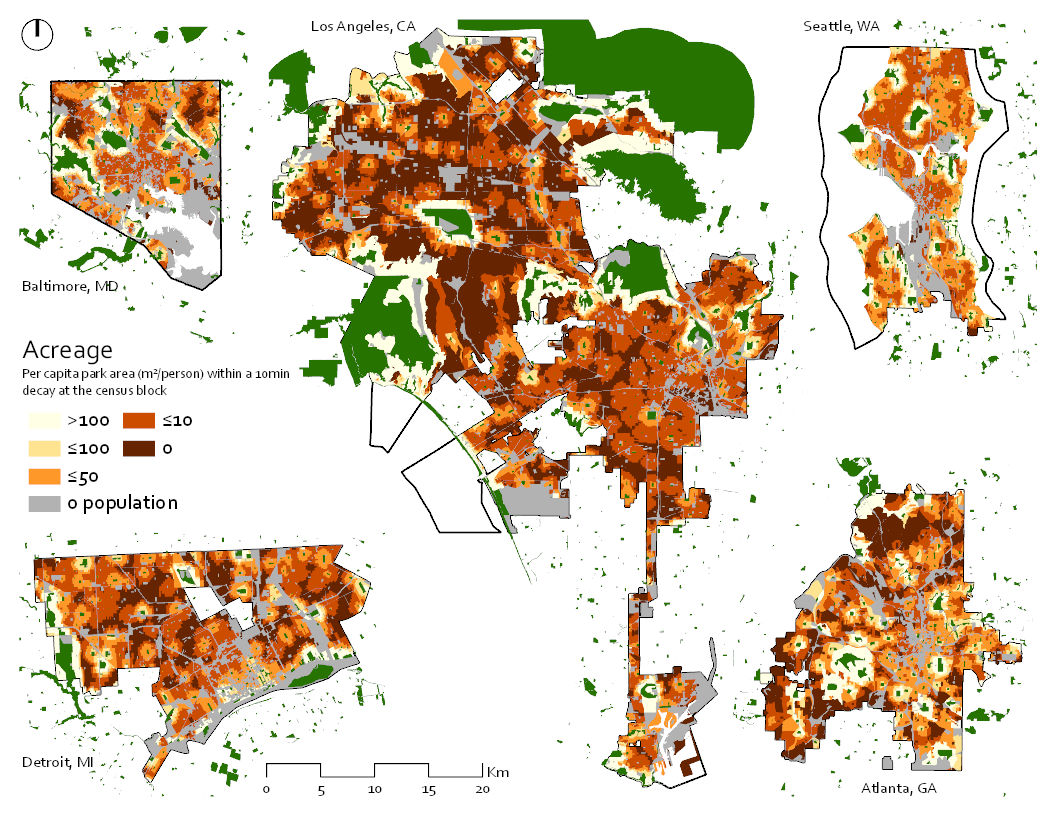 Los Angeles, CA
Seattle, WA
Baltimore, MD
Acreage
Per capita park area (m²/person) within a 10min
decay at the census block
>100 ≤10
≤100 0
≤50
0 population
Detroit, MI
Km
0 5 10 15 20
Atlanta, GA